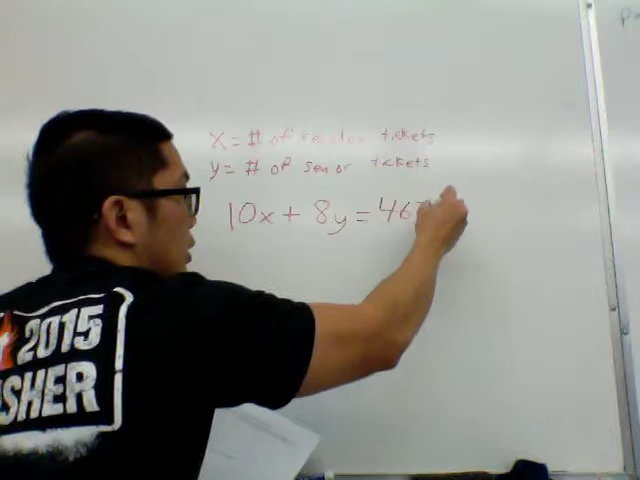 x = # of regular tickets
y = # of senior tickets
10x + 8y = 46
2015
SHER